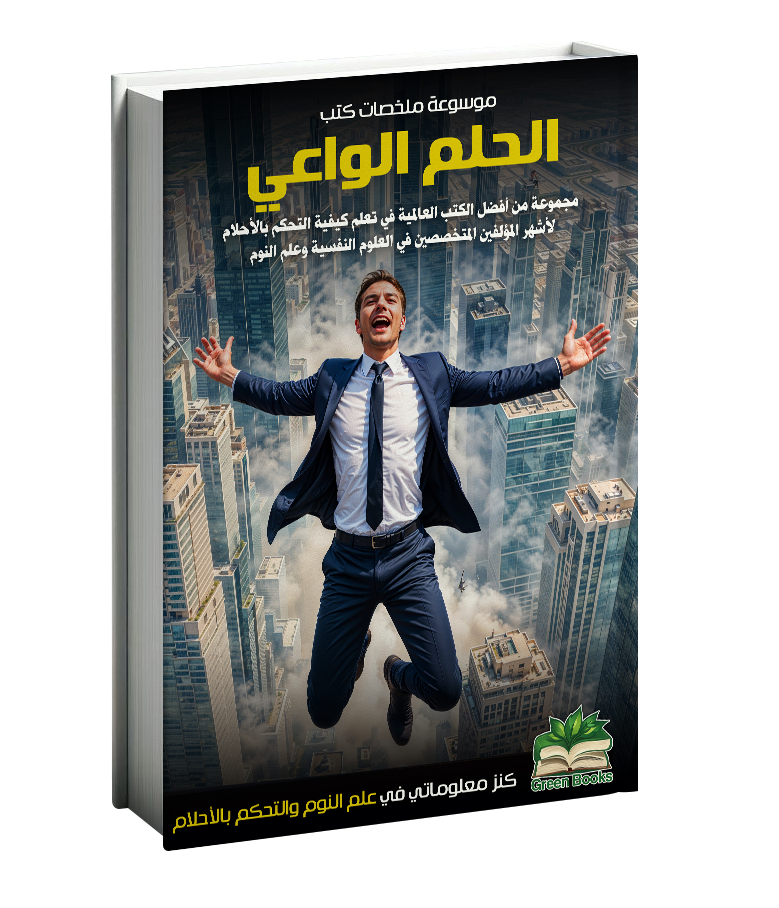 موسوعة ملخصات كتب
الحلم الواعي
مجموعة من أفضل الكتب العالمية في تعلم كيفية التحكم بالأحلام
لأشهر المؤلفين المتخصصين في العلوم النفسية وعلم النوم
كنز معلوماتي في علم النوم والتحكم بالأحلام
Green Books